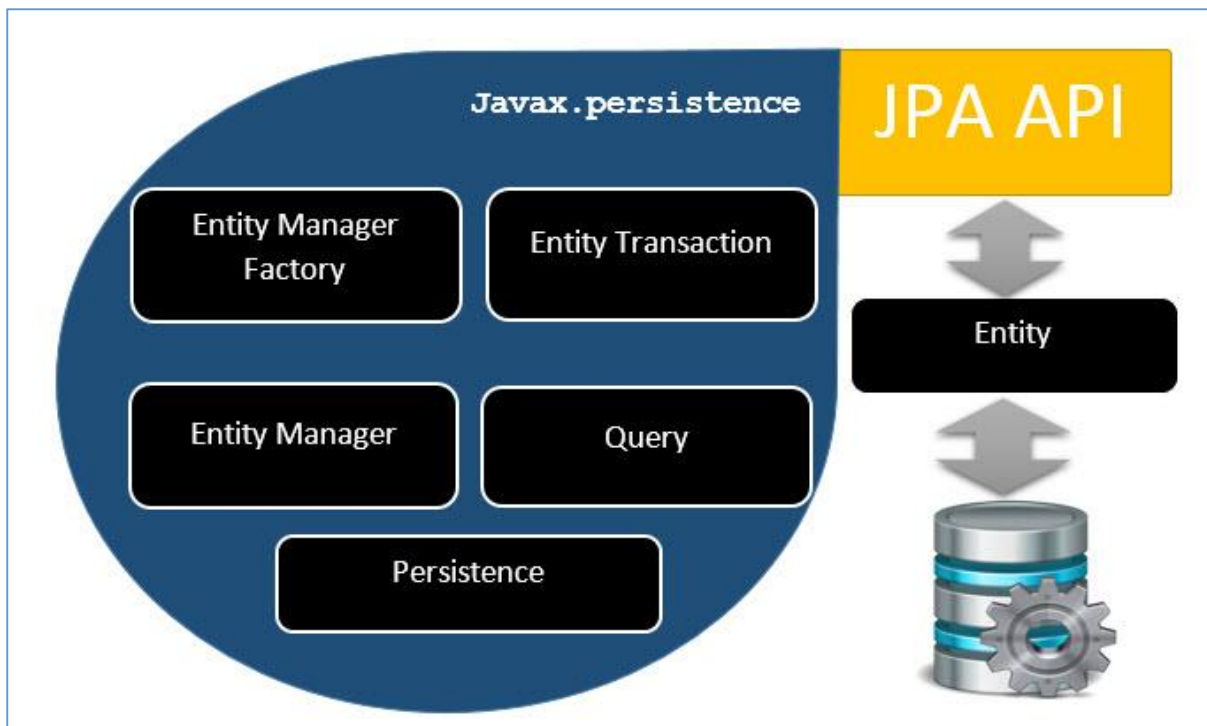 Javax.persistence
JPA API
Entity Manager
Factory
Entity Transaction
Entity
Entity Manager
Query
Persistence